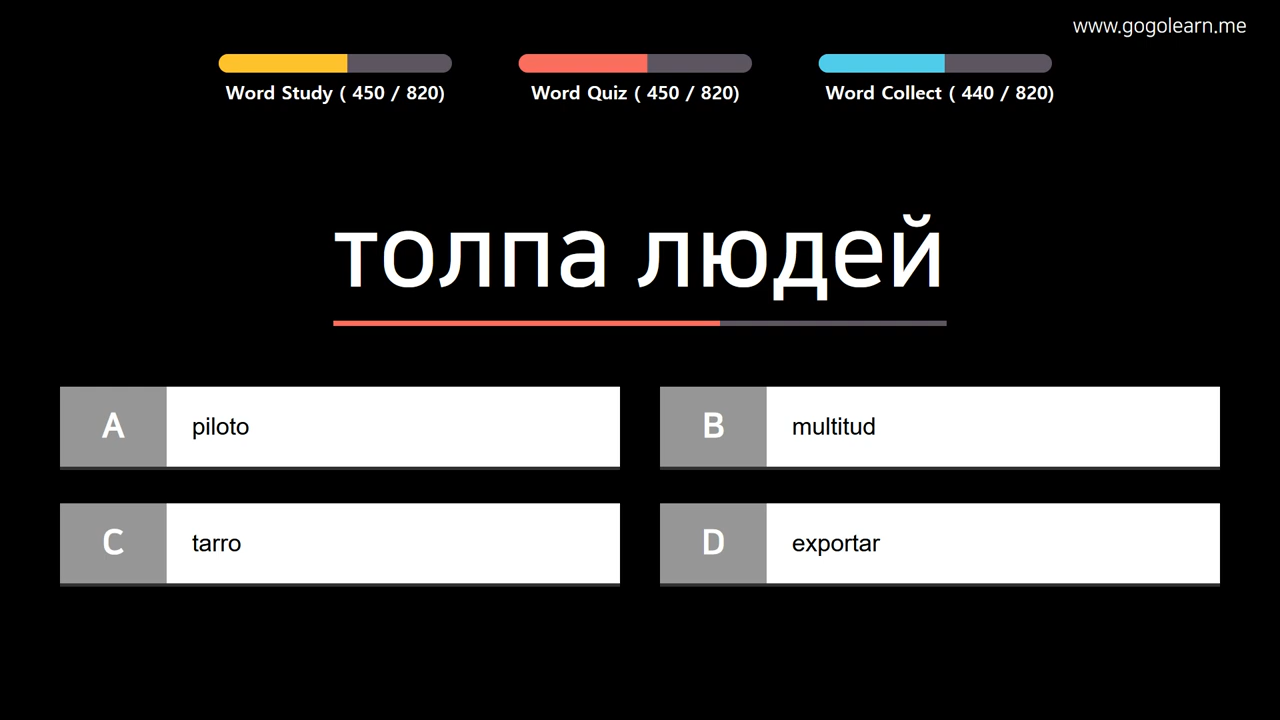 www.gogolearn.me
Word Study ( 450 / 820)
Word Quiz ( 450 / 820)
Word Collect ( 440 / 820)
толпа людей
A piloto
B multitud
C tarro
D exportar